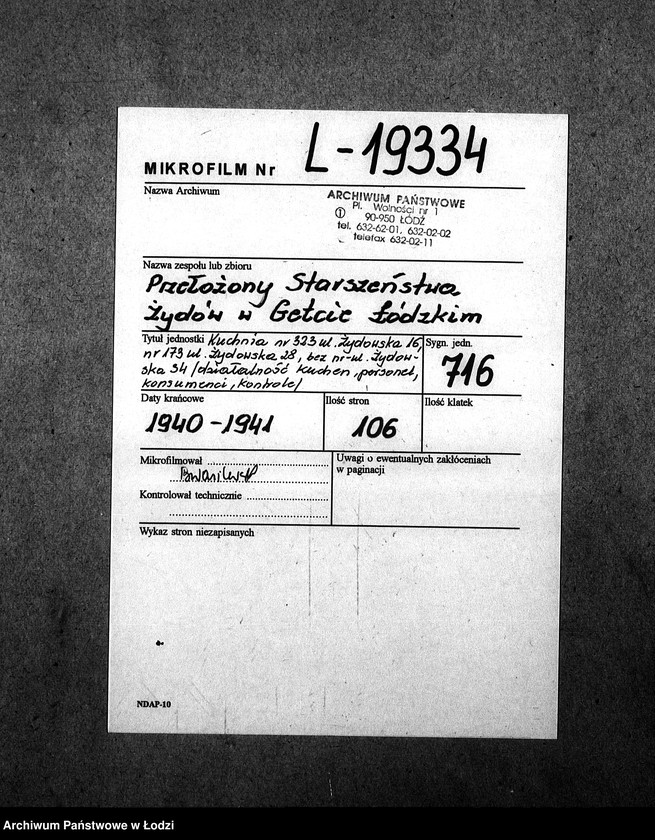 MIKROFILM Nr L-19334
Nazwa Archiwum
ARCHIWUM PAŃSTWOWE
Pl. Wolności nr 1
① 90-950 ŁÓDŹ
tel. 632-62-01, 632-02-02
telefax 632-02-11
Nazwa zespołu lub zbioru
Przełożony Starszeństwa
Żydów w Getcie Łódzkim
Tytuł jednostki Kuchnia nr 323 ul. Żydowska 16,
nr 173 ul. Żydowska 28, bez nr-ul. Żydow-
ska 34 /działalność kuchen, personel,
konsumenci, kontrole/
Sygn. jedn.
716
Daty krańcowe
1940-1941
Ilość stron
106
Ilość klatek
Mikrofilmował
Kontrolował technicznie
Uwagi o ewentualnych zakłóceniach
w paginacji
Wykaz stron niezapisanych
NDAP-10
Archiwum Państwowe w Łodzi